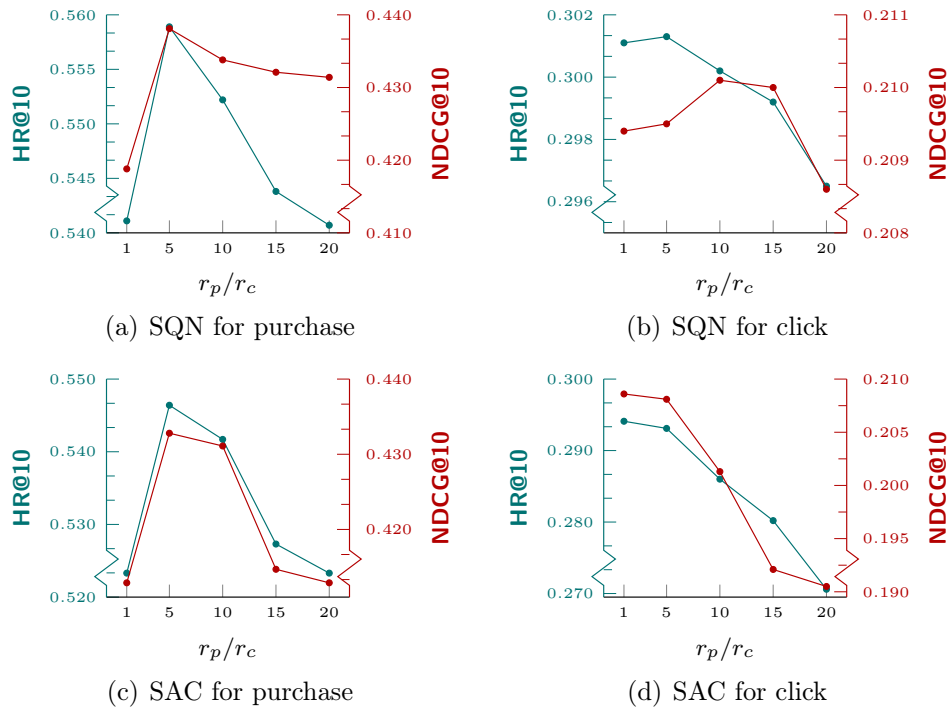 0.560
0.555
0.550
0.545
0.540
HR@10
0.440
0.430
0.420
0.410
NDCG@10
1 5 10 15 20
r_p/r_c
(a) SQN for purchase
0.302
0.300
0.298
0.296
HR@10
0.211
0.210
0.209
0.208
NDCG@10
1 5 10 15 20
r_p/r_c
(b) SQN for click
0.550
0.540
0.530
0.520
HR@10
0.440
0.430
0.420
NDCG@10
1 5 10 15 20
r_p/r_c
(c) SAC for purchase
0.300
0.290
0.280
0.270
HR@10
0.210
0.205
0.200
0.195
0.190
NDCG@10
1 5 10 15 20
r_p/r_c
(d) SAC for click